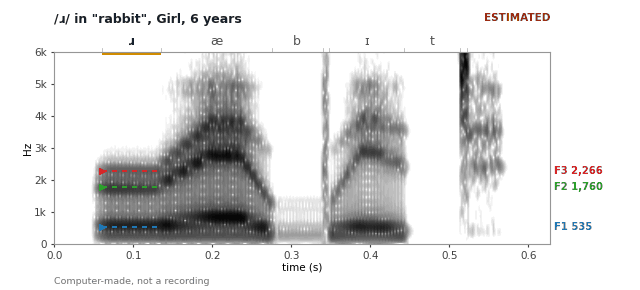 /ɹ/ in "rabbit", Girl, 6 years
ESTIMATED
ɹ æ b ɪ t
6k
5k
4k
3k
2k
1k
0
Hz
F3 2,266
F2 1,760
F1 535
0.0 0.1 0.2 0.3 0.4 0.5 0.6
time (s)
Computer-made, not a recording